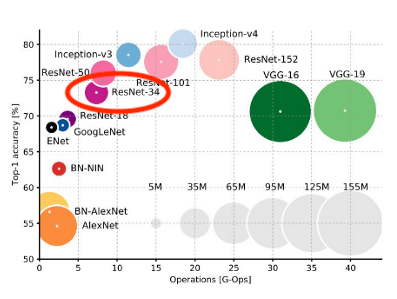 80
75
70
65
60
55
50
Top-1 accuracy [%]
Inception-v4
Inception-v3
ResNet-50
ResNet-101
ResNet-152
ResNet-34
VGG-16
VGG-19
ResNet-18
GoogLeNet
ENet
BN-NIN
5M 35M 65M 95M 125M 155M
BN-AlexNet
AlexNet
0 5 10 15 20 25 30 35 40
Operations [G-Ops]